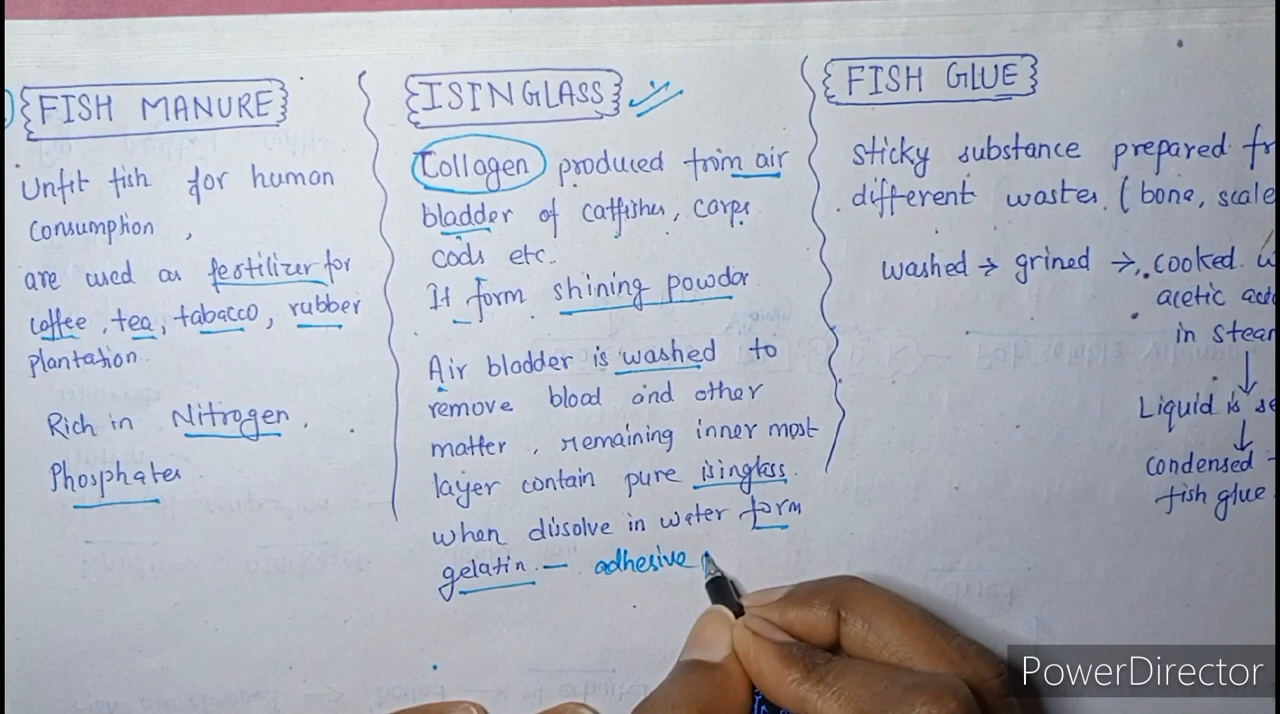 FISH MANURE
Unfit fish for human
consumption,
are used as fertilizer for
coffee, tea, tabacco, rubber
plantation.
Rich in Nitrogen,
Phosphates
ISINGLASS
Collagen produced from air
bladder of catfishes, carps
cods etc..
It form shining powdor.
Air bladder is washed to
remove blood and other
matter, remaining inner most
layer contain pure isinglass.
when dissolve in water form
gelatin. — adhesive
FISH GLUE
sticky substance prepared fr
different wastes (bone, scale
washed → grined → cooked w
acetic
in stea
↓
Liquid is se
↓
condensed
fish glue
PowerDirector